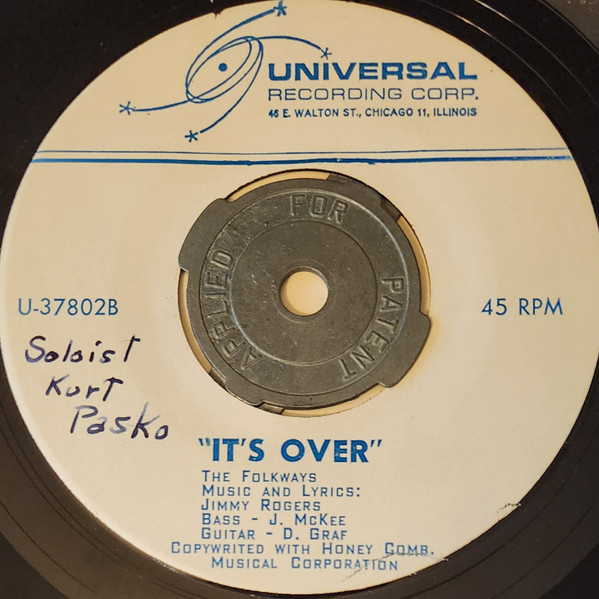 UNIVERSAL
RECORDING CORP.
46 E. WALTON ST., CHICAGO 11, ILLINOIS
APPLIED FOR PATENT
U-37802B
45 RPM
Soloist
Kurt
Pasko
"IT'S OVER"
THE FOLKWAYS
MUSIC AND LYRICS:
JIMMY ROGERS
BASS - J. MCKEE
GUITAR - D. GRAF
COPYWRITED WITH HONEY COMB.
MUSICAL CORPORATION